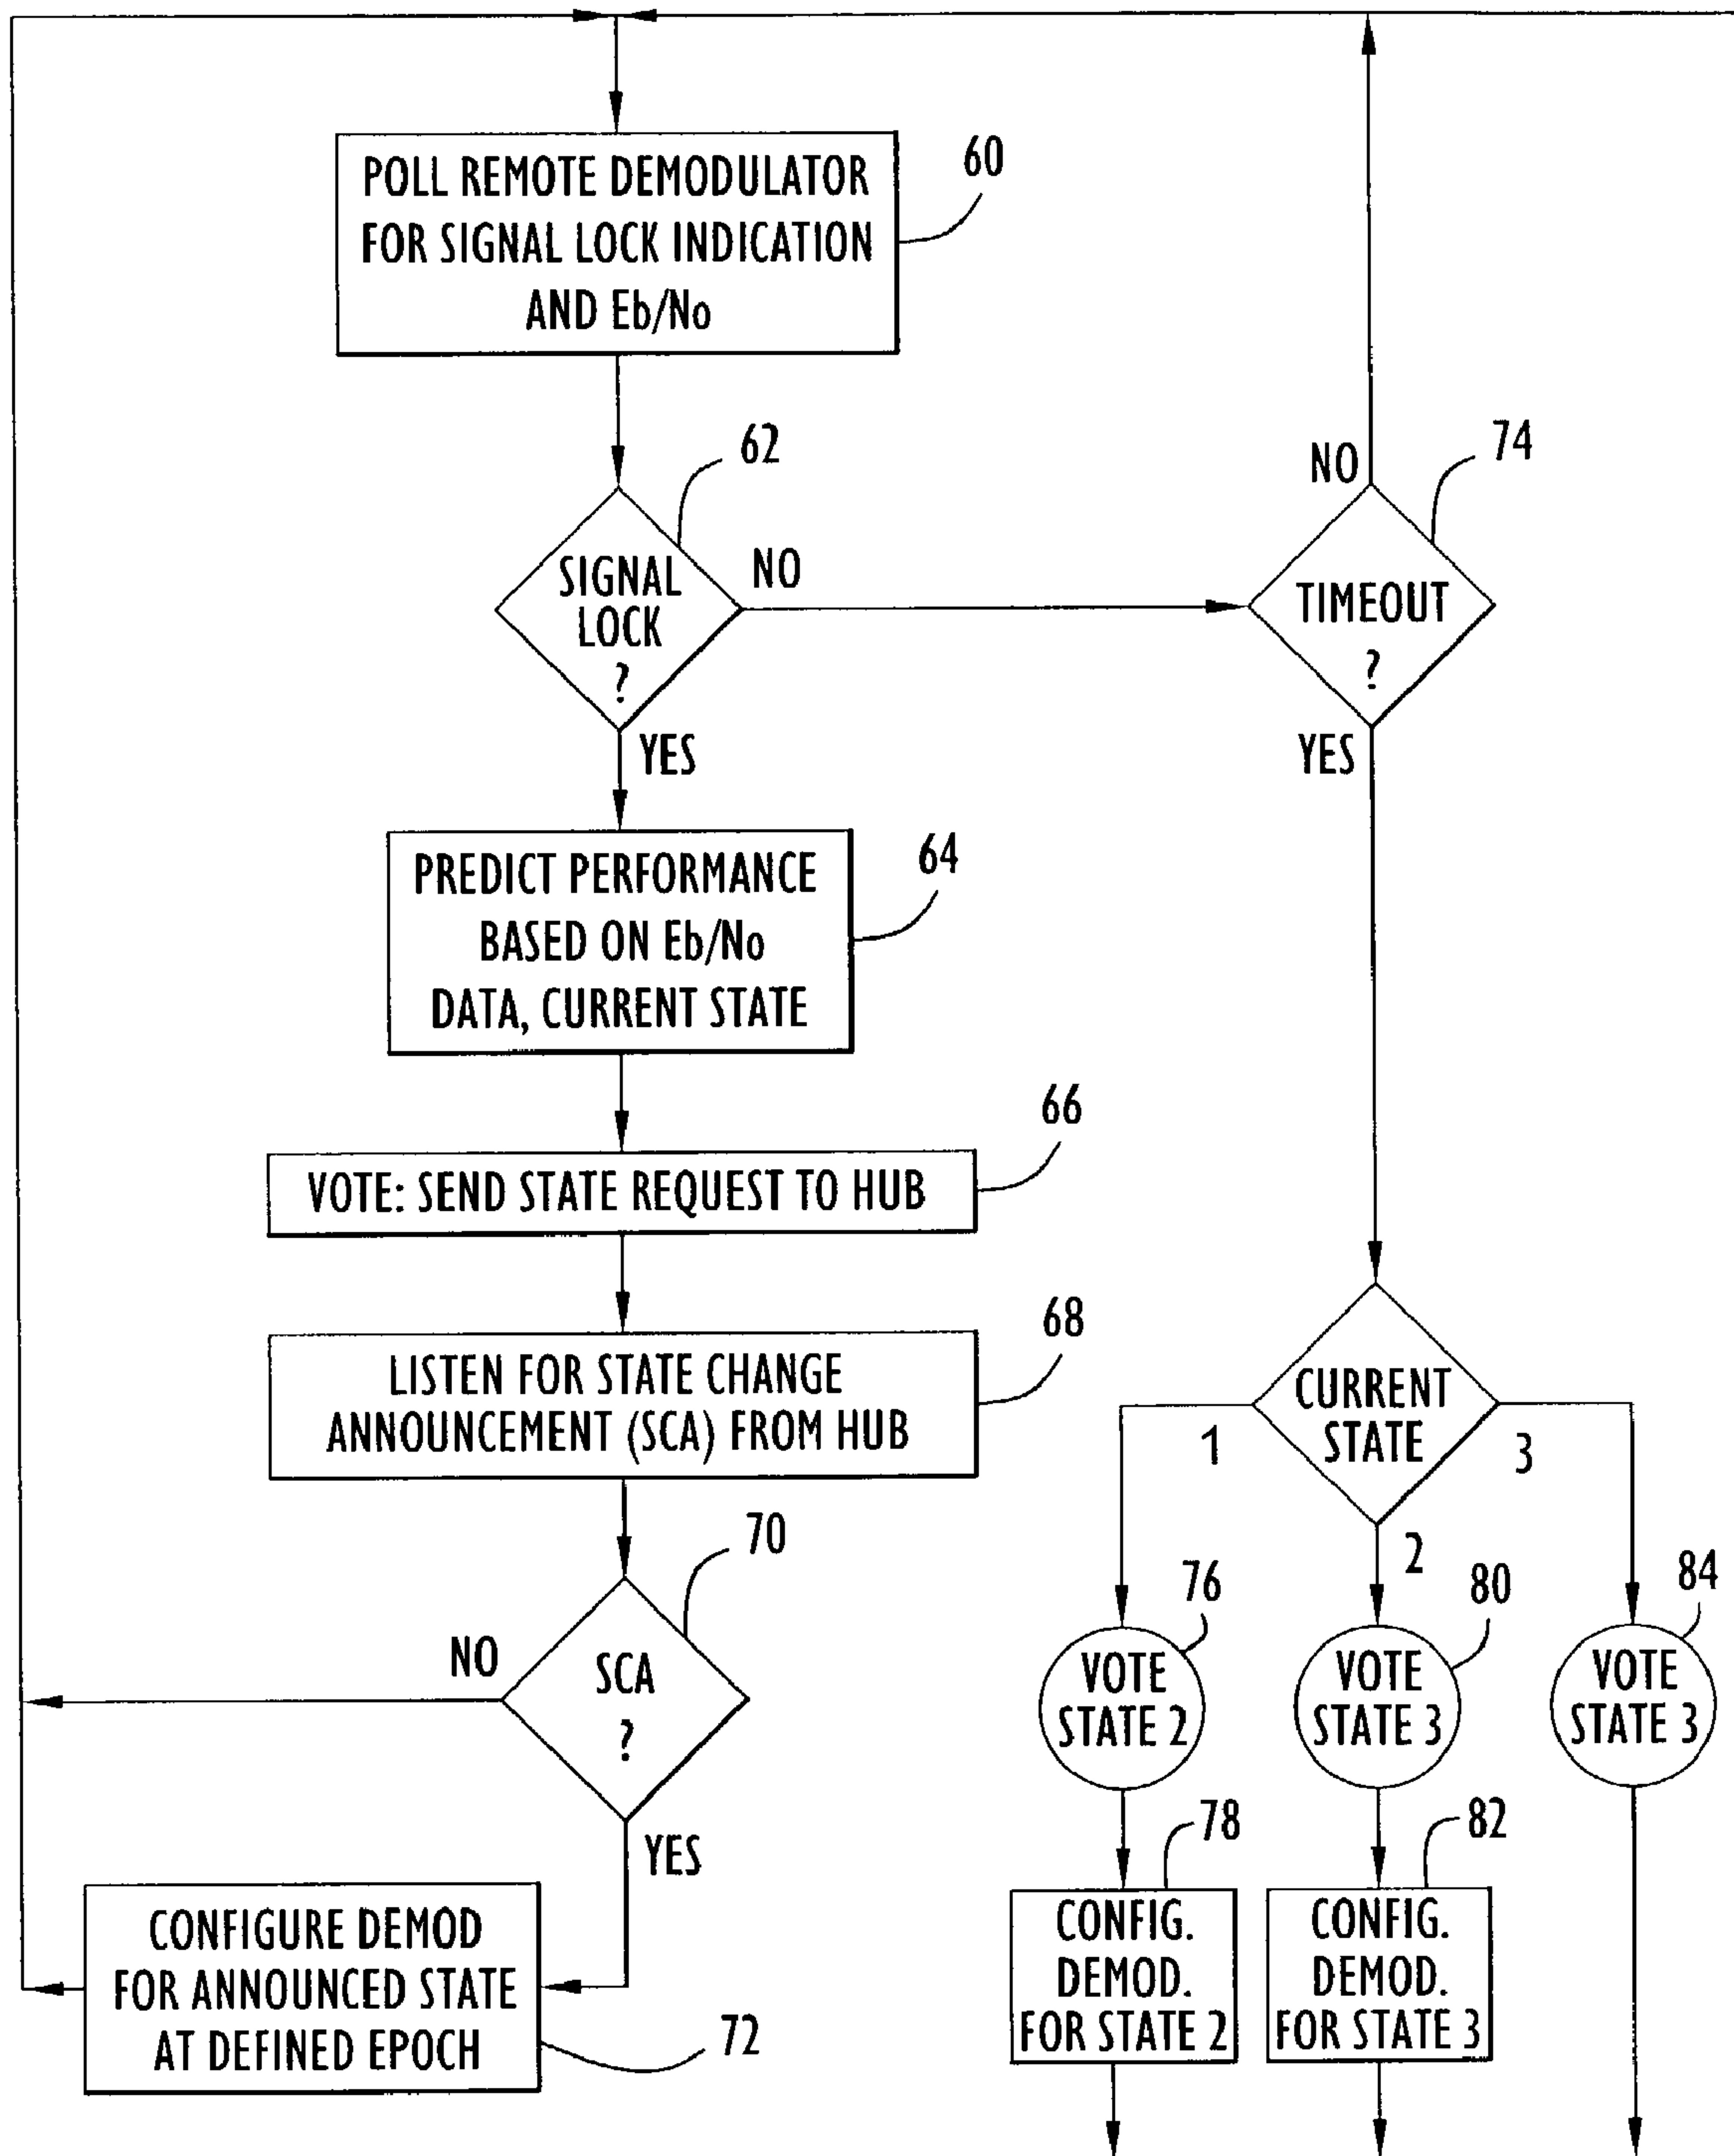 POLL REMOTE DEMODULATOR
FOR SIGNAL LOCK INDICATION
AND Eb/No
60
SIGNAL
LOCK
?
62
NO
YES
TIMEOUT
?
74
NO
YES
PREDICT PERFORMANCE
BASED ON Eb/No
DATA, CURRENT STATE
64
VOTE: SEND STATE REQUEST TO HUB
66
LISTEN FOR STATE CHANGE
ANNOUNCEMENT (SCA) FROM HUB
68
SCA
?
70
NO
YES
CONFIGURE DEMOD
FOR ANNOUNCED STATE
AT DEFINED EPOCH
72
CURRENT
STATE
1
2
3
VOTE
STATE 2
76
VOTE
STATE 3
80
VOTE
STATE 3
84
CONFIG.
DEMOD.
FOR STATE 2
78
CONFIG.
DEMOD.
FOR STATE 3
82